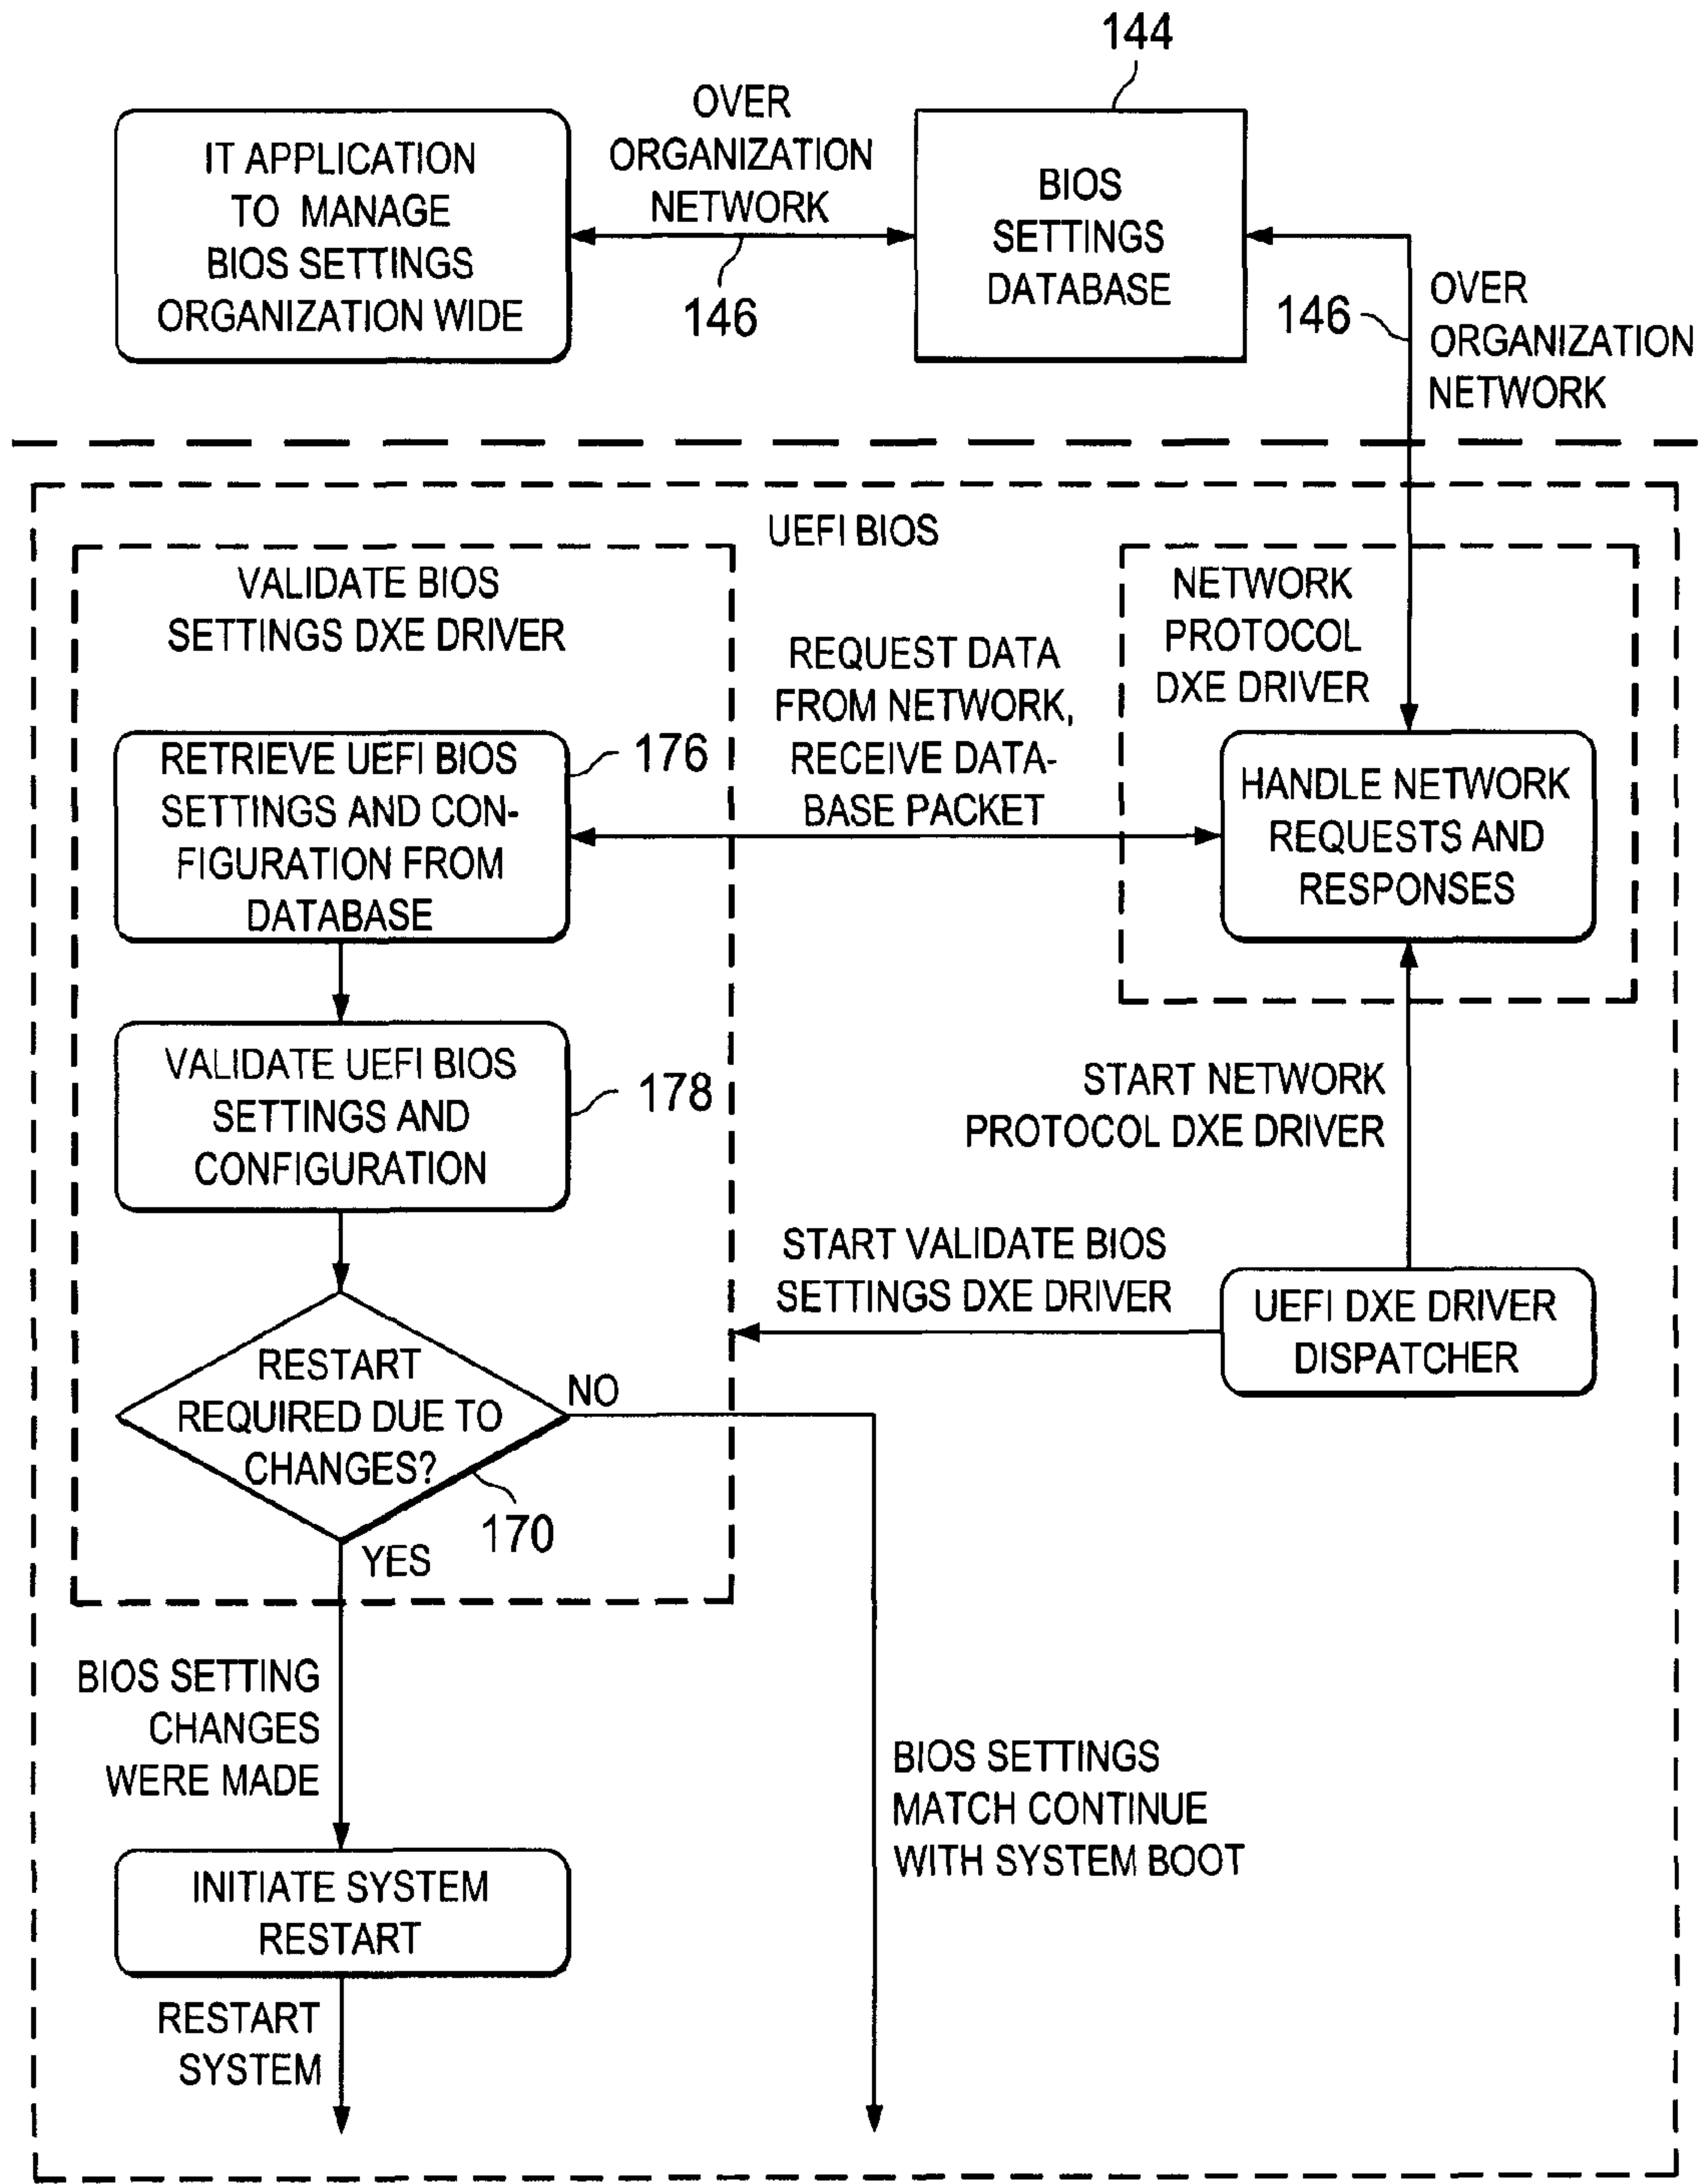 144
IT APPLICATION
TO MANAGE
BIOS SETTINGS
ORGANIZATION WIDE
OVER
ORGANIZATION
NETWORK
146
BIOS
SETTINGS
DATABASE
146
OVER
ORGANIZATION
NETWORK
UEFI BIOS
VALIDATE BIOS
SETTINGS DXE DRIVER
NETWORK
PROTOCOL
DXE DRIVER
REQUEST DATA
FROM NETWORK,
RECEIVE DATA-
BASE PACKET
RETRIEVE UEFI BIOS
SETTINGS AND CON-
FIGURATION FROM
DATABASE
176
HANDLE NETWORK
REQUESTS AND
RESPONSES
VALIDATE UEFI BIOS
SETTINGS AND
CONFIGURATION
178
START NETWORK
PROTOCOL DXE DRIVER
START VALIDATE BIOS
SETTINGS DXE DRIVER
UEFI DXE DRIVER
DISPATCHER
RESTART
REQUIRED DUE TO
CHANGES?
NO
170
YES
BIOS SETTING
CHANGES
WERE MADE
BIOS SETTINGS
MATCH CONTINUE
WITH SYSTEM BOOT
INITIATE SYSTEM
RESTART
RESTART
SYSTEM